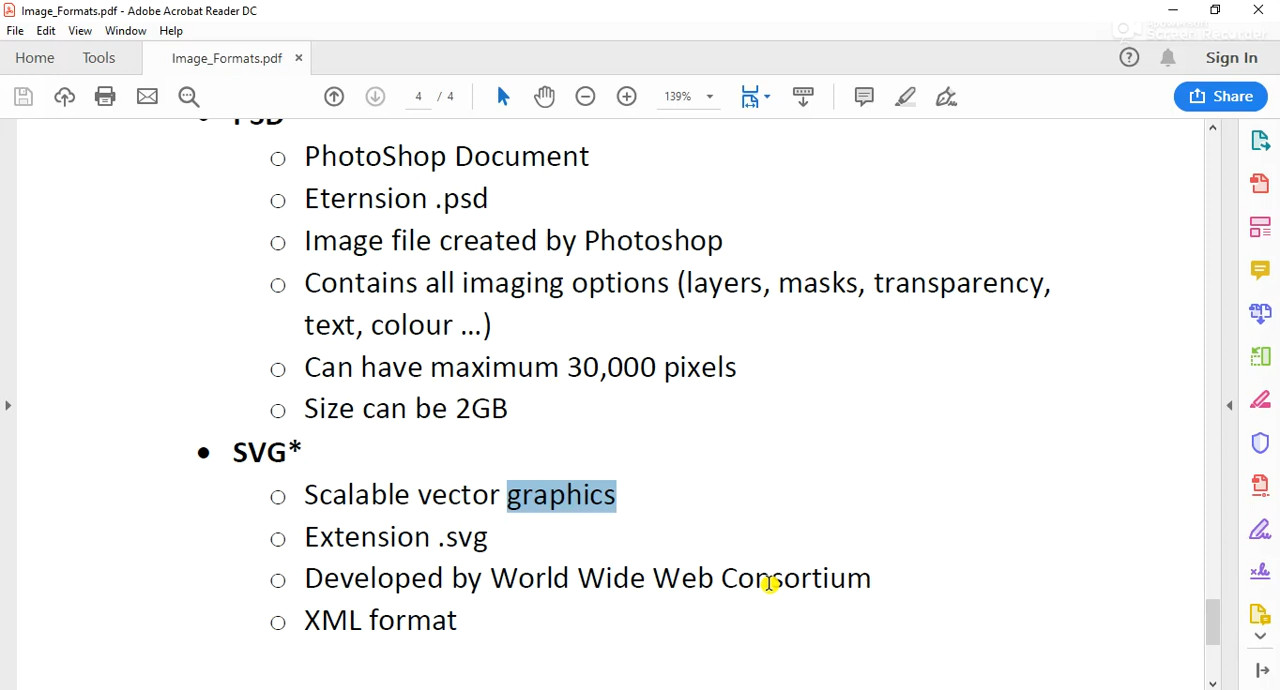 Image_Formats.pdf - Adobe Acrobat Reader DC
File Edit View Window Help
Screen Recorder
Home Tools Image_Formats.pdf × Sign In
4 / 4 139% Share
PSD
○ PhotoShop Document
○ Eternsion .psd
○ Image file created by Photoshop
○ Contains all imaging options (layers, masks, transparency,
text, colour ...)
○ Can have maximum 30,000 pixels
○ Size can be 2GB
● SVG*
○ Scalable vector graphics
○ Extension .svg
○ Developed by World Wide Web Consortium
○ XML format